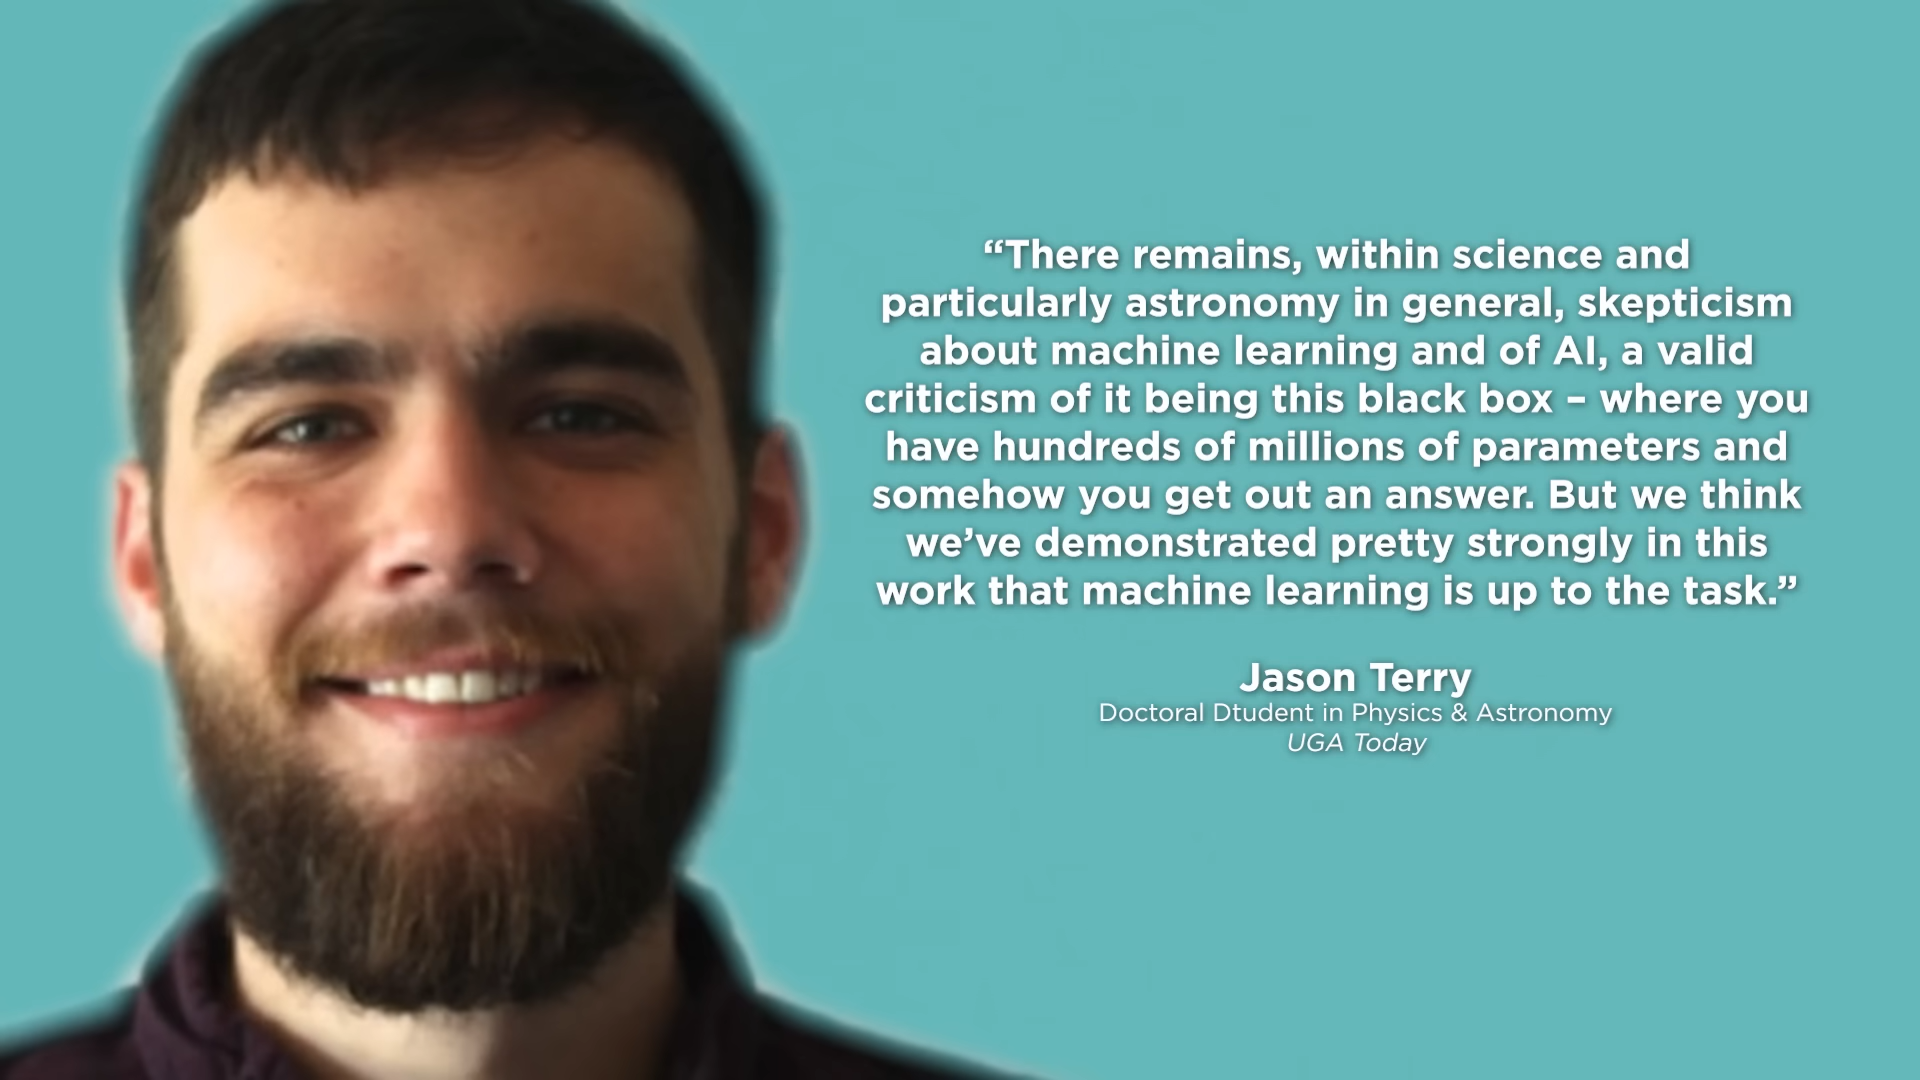 “There remains, within science and
particularly astronomy in general, skepticism
about machine learning and of AI, a valid
criticism of it being this black box – where you
have hundreds of millions of parameters and
somehow you get out an answer. But we think
we’ve demonstrated pretty strongly in this
work that machine learning is up to the task.”
Jason Terry
Doctoral Dtudent in Physics & Astronomy
UGA Today